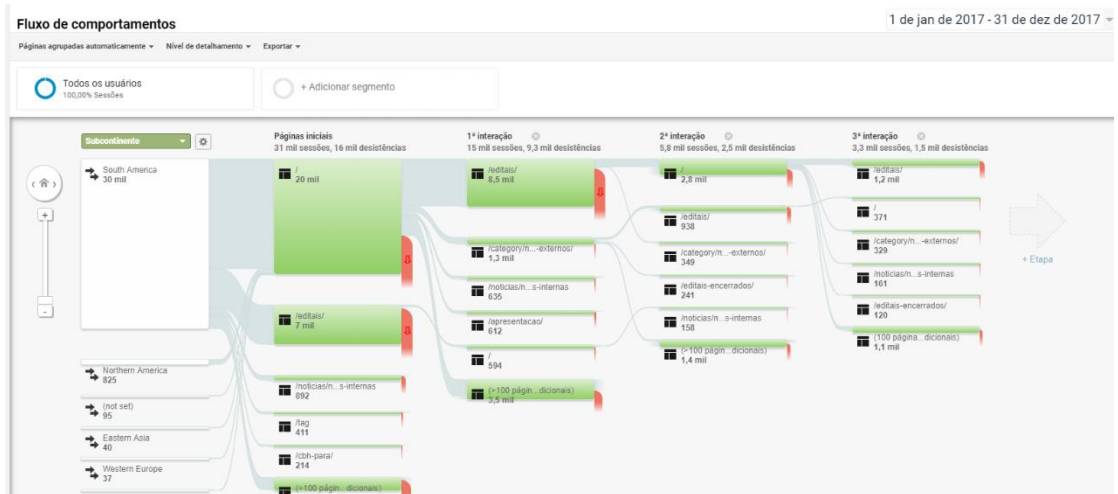 Fluxo de comportamentos
1 de jan de 2017 - 31 de dez de 2017
Páginas agrupadas automaticamente Nível de detalhamento Exportar
Todos os usuários
100,00% Sessões
+ Adicionar segmento
Subcontinente
Páginas iniciais
31 mil sessões, 16 mil desistências
1ª interação
15 mil sessões, 9,3 mil desistências
2ª interação
5,8 mil sessões, 2,5 mil desistências
3ª interação
3,3 mil sessões, 1,5 mil desistências
South America
30 mil
Northern America
825
(not set)
95
Eastern Asia
40
Western Europe
37
/
20 mil
/editais/
7 mil
/noticias/n...s-internas
892
/tag
411
/cbh-para/
214
(>100 págin...dicionais)
/editais/
8,5 mil
/category/n...-externos/
1,3 mil
/noticias/n...s-internas
635
/apresentacao/
612
/
594
(>100 págin...dicionais)
3,5 mil
/
2,8 mil
/editais/
938
/category/n...-externos/
349
/editais-encerrados/
241
/noticias/n...s-internas
158
(>100 págin...dicionais)
1,4 mil
/editais/
1,2 mil
/
371
/category/n...-externos/
329
/noticias/n...s-internas
161
/editais-encerrados/
120
(100 página...dicionais)
1,1 mil
+ Etapa